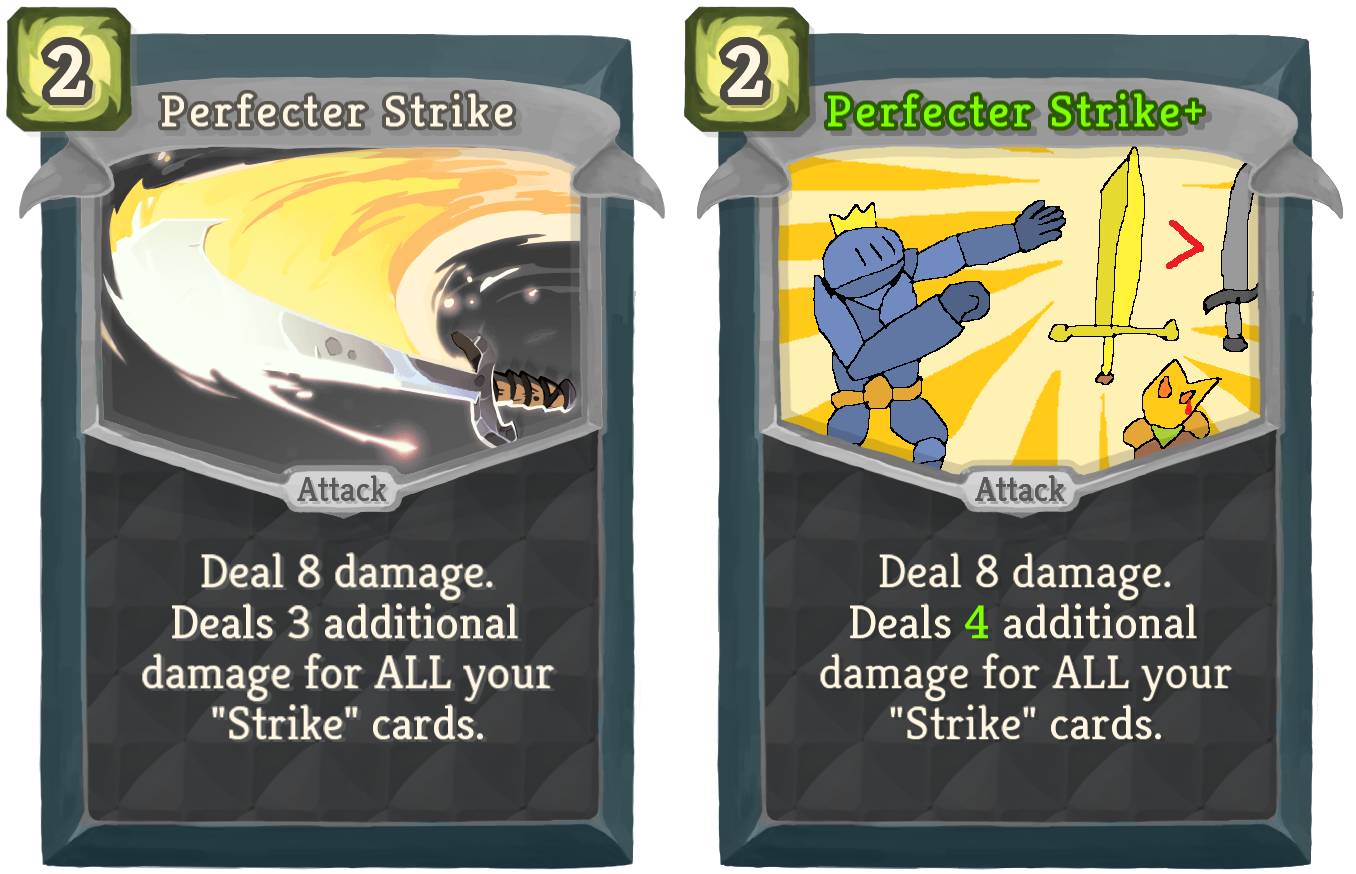 2
Perfecter Strike
Attack
Deal 8 damage.
Deals 3 additional
damage for ALL your
"Strike" cards.
2
Perfecter Strike+
>
Attack
Deal 8 damage.
Deals 4 additional
damage for ALL your
"Strike" cards.